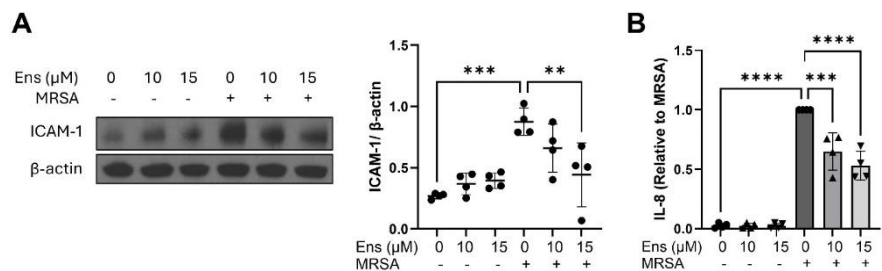 A
Ens (µM) 0 10 15 0 10 15
MRSA - - - + + +
ICAM-1
β-actin
ICAM-1/ β-actin
1.5
1.0
0.5
0.0
*** **
Ens (µM) 0 10 15 0 10 15
MRSA - - - + + +
B
IL-8 (Relative to MRSA)
1.5
1.0
0.5
0.0
****
**** ***
Ens (µM) 0 10 15 0 10 15
MRSA - - - + + +